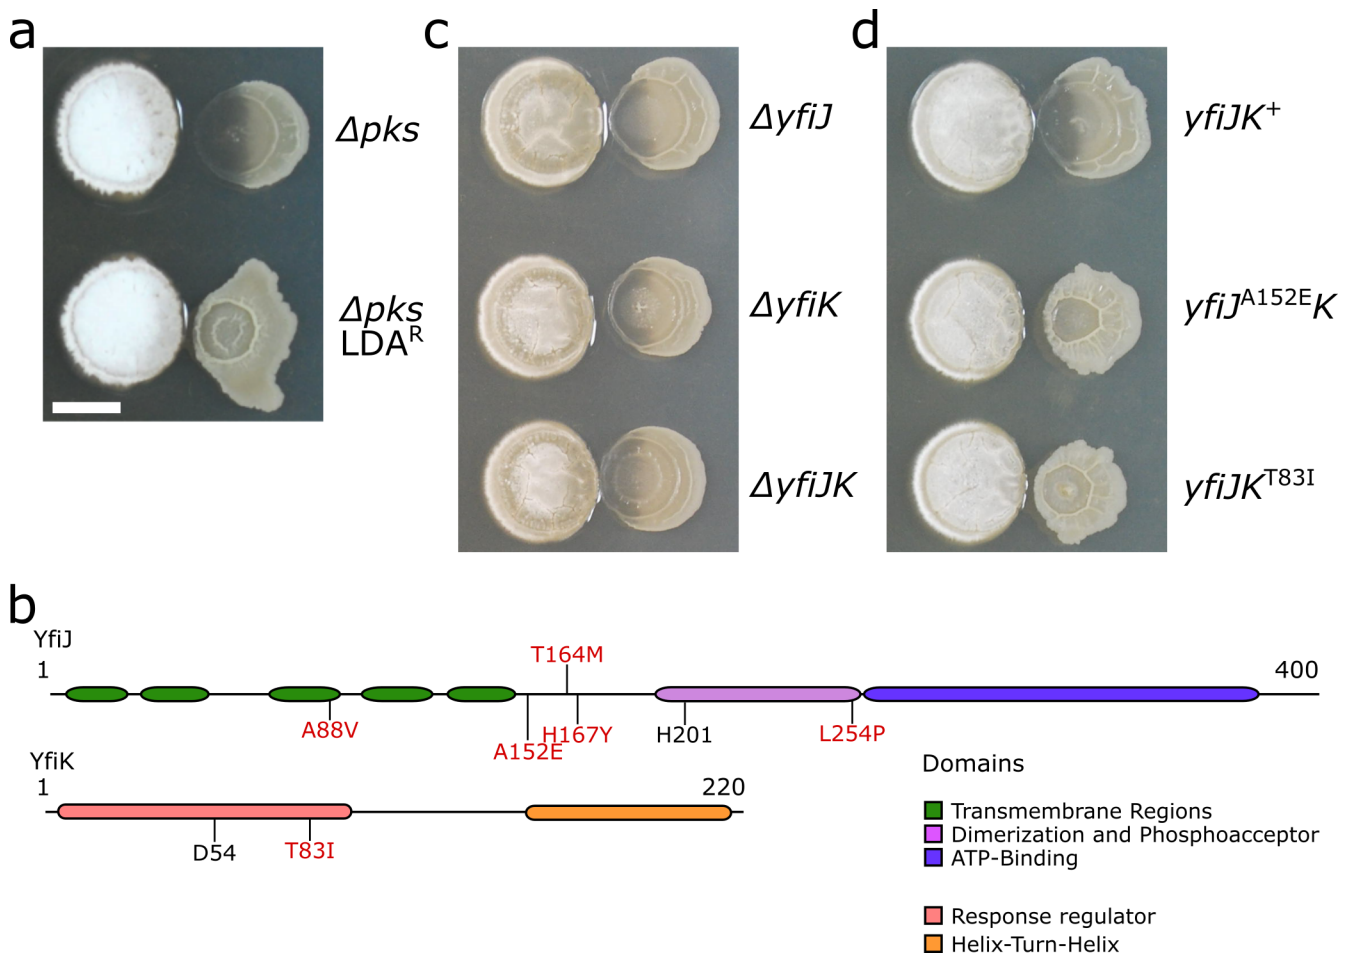 a
Δpks
Δpks
LDAᴿ
c
ΔyfiJ
ΔyfiK
ΔyfiJK
d
yfiJK⁺
yfiJᴬ¹⁵²ᴱK
yfiJKᵀ⁸³ᴵ
b
YfiJ
1
400
T164M
A88V
A152E
H167Y
H201
L254P
YfiK
1
220
D54
T83I
Domains
Transmembrane Regions
Dimerization and Phosphoacceptor
ATP-Binding
Response regulator
Helix-Turn-Helix